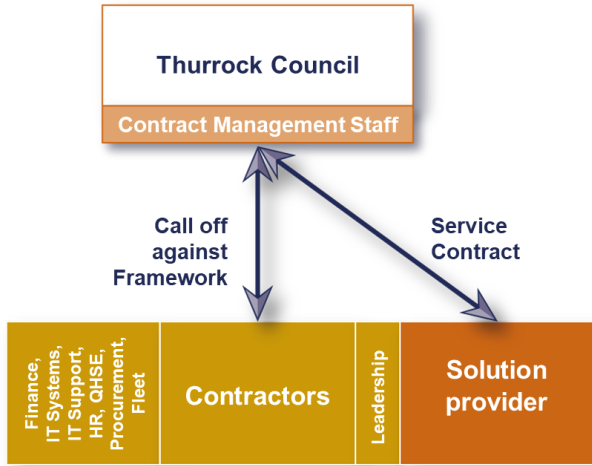 Thurrock Council
Contract Management Staff
Call off
against
Framework
Service
Contract
Finance,
IT Systems,
IT Support,
HR, QHSE,
Procurement,
Fleet
Contractors
Leadership
Solution
provider